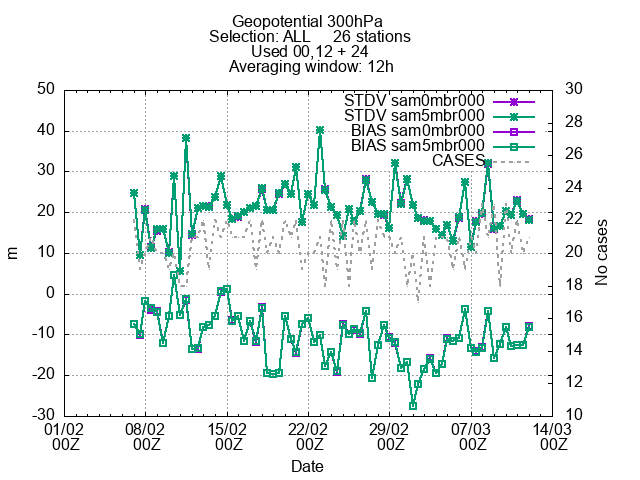 Geopotential 300hPa
Selection: ALL     26 stations
Used 00,12 + 24
Averaging window: 12h
STDV sam0mbr000
STDV sam5mbr000
BIAS sam0mbr000
BIAS sam5mbr000
CASES
50
40
30
20
10
0
-10
-20
-30
m
30
28
26
24
22
20
18
16
14
12
10
No cases
01/02 08/02 15/02 22/02 29/02 07/03 14/03
00Z 00Z 00Z 00Z 00Z 00Z 00Z
Date